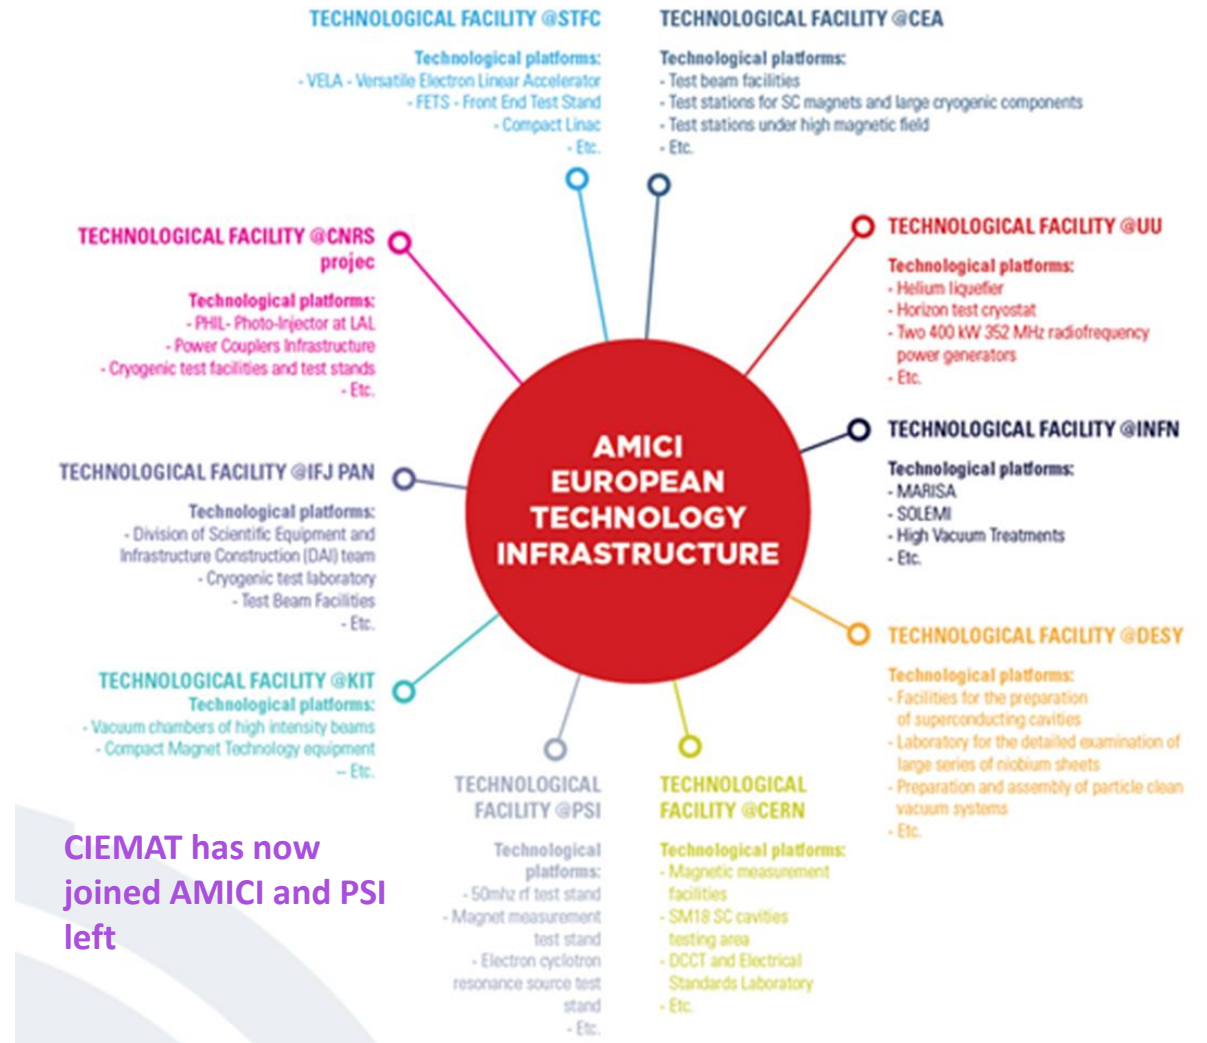 TECHNOLOGICAL FACILITY @STFC
Technological platforms:
- VELA - Versatile Electron Linear Accelerator
- FETS - Front End Test Stand
- Compact Linac
- Etc.
TECHNOLOGICAL FACILITY @CEA
Technological platforms:
- Test beam facilities
- Test stations for SC magnets and large cryogenic components
- Test stations under high magnetic field
- Etc.
TECHNOLOGICAL FACILITY @CNRS
projec
Technological platforms:
- PHIL- Photo-Injector at LAL
- Power Couplers Infrastructure
- Cryogenic test facilities and test stands
- Etc.
TECHNOLOGICAL FACILITY @UU
Technological platforms:
- Helium liquefier
- Horizon test cryostat
- Two 400 kW 352 MHz radiofrequency
power generators
- Etc.
AMICI
EUROPEAN
TECHNOLOGY
INFRASTRUCTURE
TECHNOLOGICAL FACILITY @INFN
Technological platforms:
- MARISA
- SOLEMI
- High Vacuum Treatments
- Etc.
TECHNOLOGICAL FACILITY @IFJ PAN
Technological platforms:
- Division of Scientific Equipment and
Infrastructure Construction (DAI) team
- Cryogenic test laboratory
- Test Beam Facilities
- Etc.
TECHNOLOGICAL FACILITY @DESY
Technological platforms:
- Facilities for the preparation
of superconducting cavities
- Laboratory for the detailed examination of
large series of niobium sheets
- Preparation and assembly of particle clean
vacuum systems
- Etc.
TECHNOLOGICAL FACILITY @KIT
Technological platforms:
- Vacuum chambers of high intensity beams
- Compact Magnet Technology equipment
– Etc.
TECHNOLOGICAL
FACILITY @PSI
Technological
platforms:
- 50mhz rf test stand
- Magnet measurement
test stand
- Electron cyclotron
resonance source test
stand
- Etc.
TECHNOLOGICAL
FACILITY @CERN
Technological platforms:
- Magnetic measurement
facilities
- SM18 SC cavities
testing area
- DCCT and Electrical
Standards Laboratory
- Etc.
CIEMAT has now
joined AMICI and PSI
left